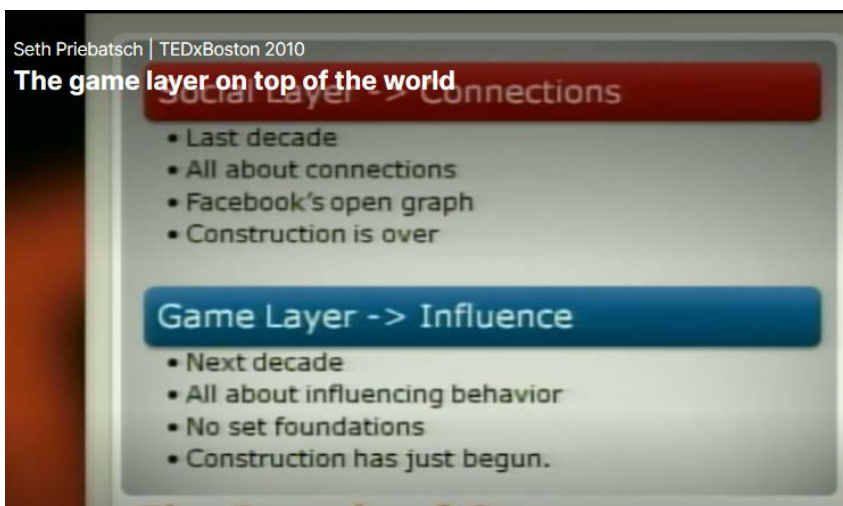 Seth Priebatsch | TEDxBoston 2010
The game layer on top of the world
Social Layer -> Connections
• Last decade
• All about connections
• Facebook's open graph
• Construction is over
Game Layer -> Influence
• Next decade
• All about influencing behavior
• No set foundations
• Construction has just begun.